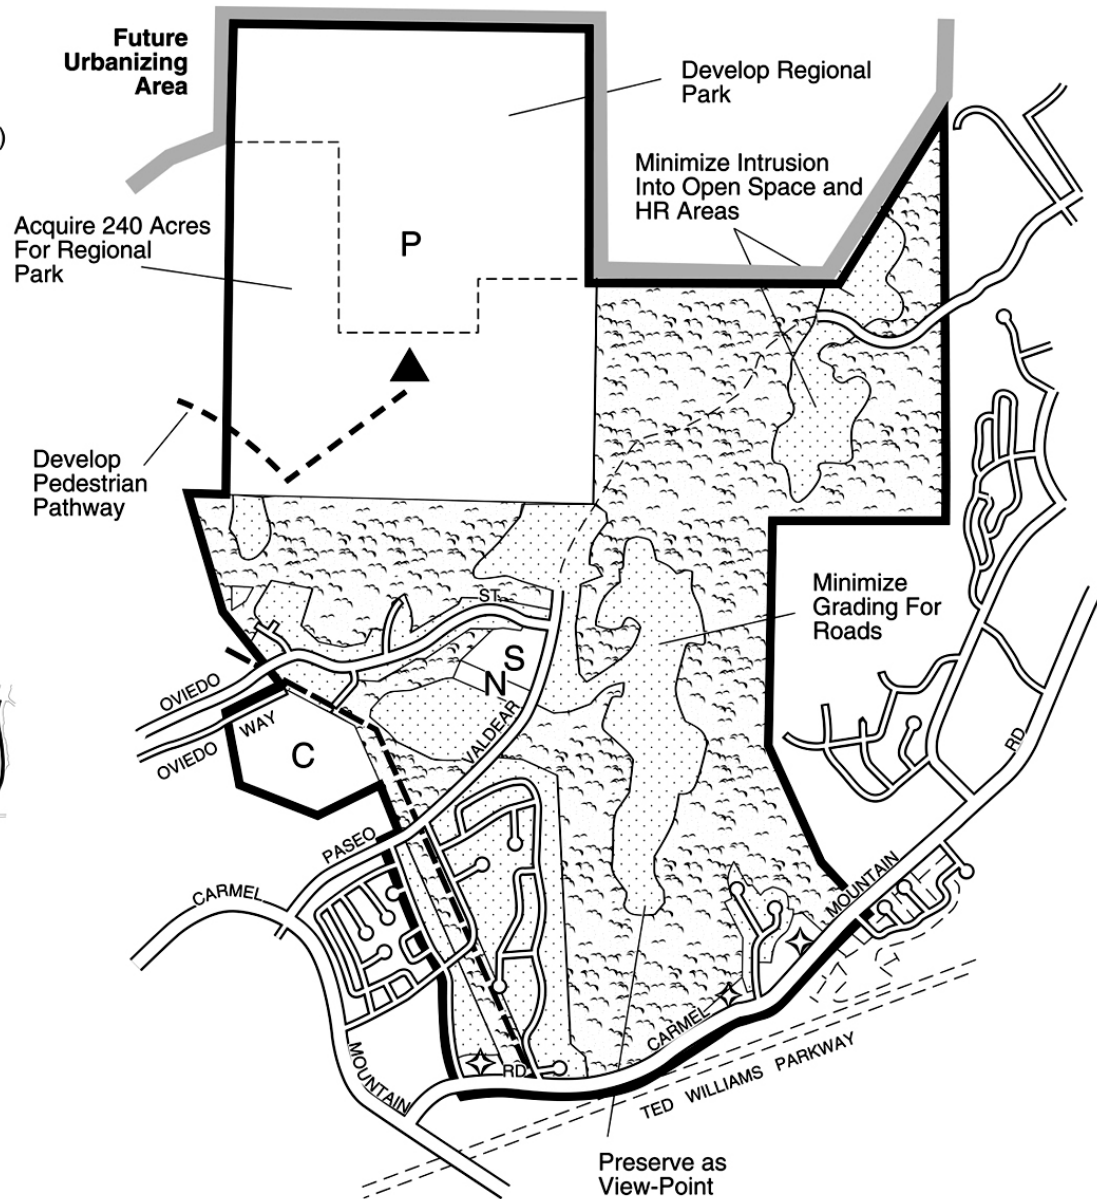 Future
Urbanizing
Area
Develop Regional
Park
)
Minimize Intrusion
Into Open Space and
HR Areas
Acquire 240 Acres
For Regional
Park
P
Develop
Pedestrian
Pathway
Minimize
Grading For
Roads
ST
S
N
OVIEDO
OVIEDO WAY
C
VALDEAR
PASEO
RD
CARMEL
MOUNTAIN
CARMEL
MOUNTAIN
RD
TED WILLIAMS PARKWAY
Preserve as
View-Point